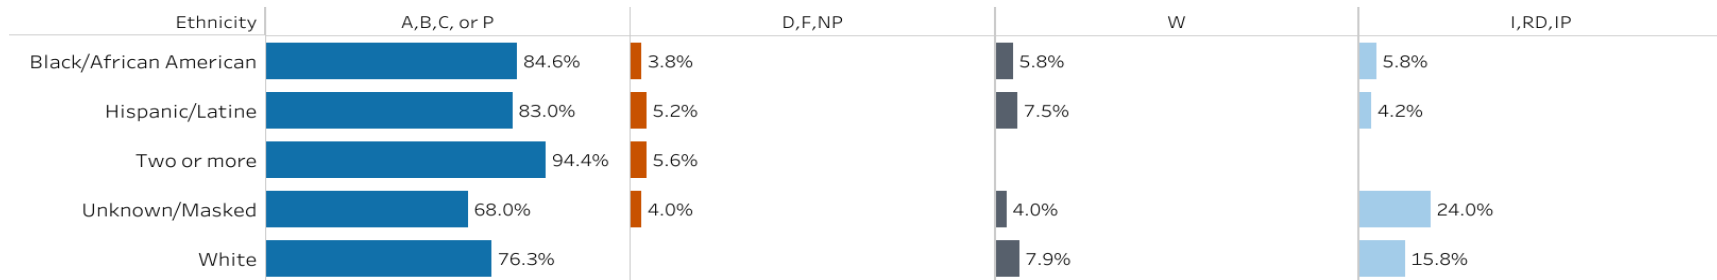 Ethnicity A,B,C, or P D,F,NP W I,RD,IP
Black/African American 84.6% 3.8% 5.8% 5.8%
Hispanic/Latine 83.0% 5.2% 7.5% 4.2%
Two or more 94.4% 5.6%
Unknown/Masked 68.0% 4.0% 4.0% 24.0%
White 76.3% 7.9% 15.8%